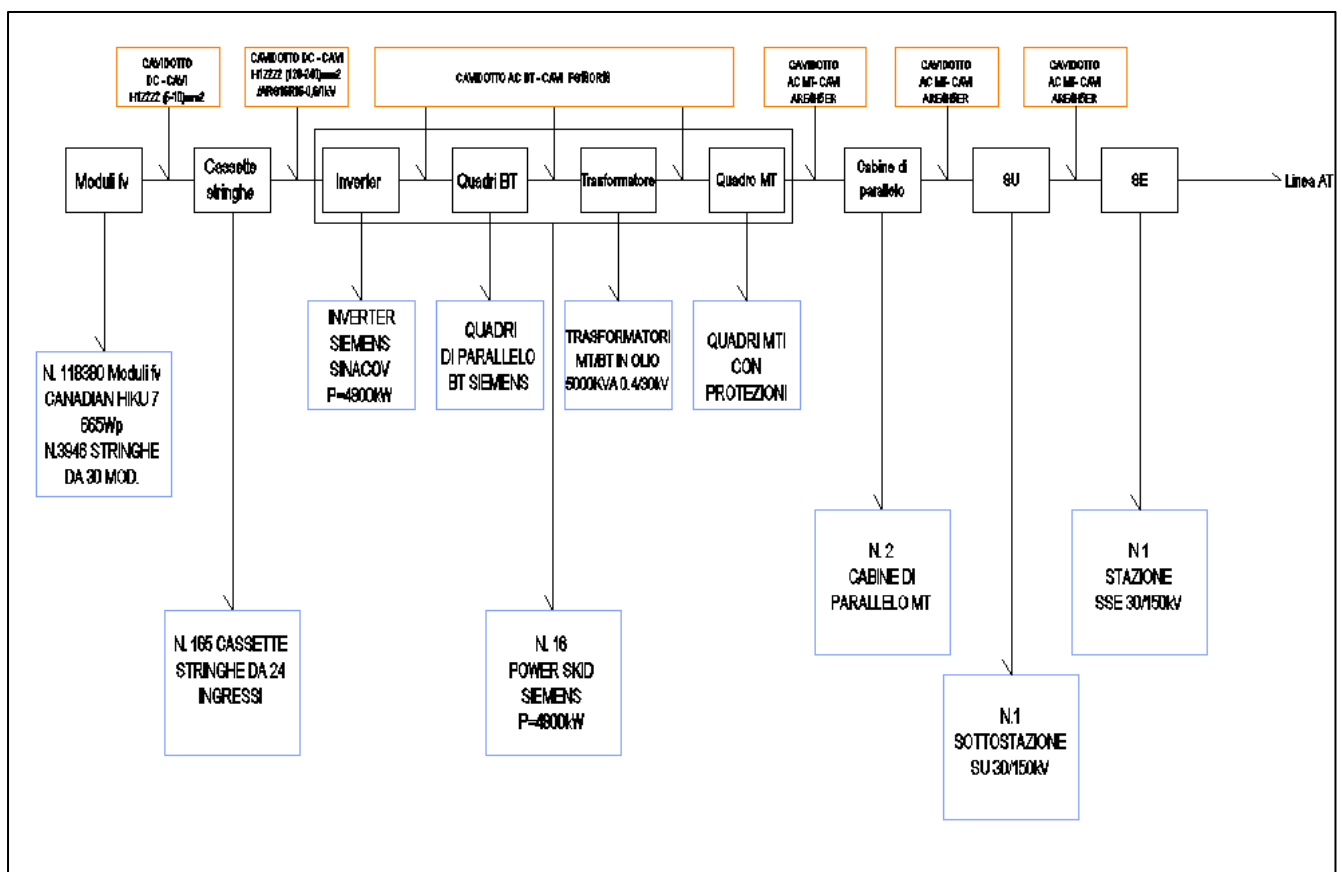 CAVIDOTTO
DC - CAVI
H1Z2Z2 (6-10)mm2
CAVIDOTTO DC - CAVI
H1Z2Z2 (120-240)mm2
/ARG16R16-0,6/1kV
CAVIDOTTO AC BT - CAVI
CAVIDOTTO
AC MT- CAVI
CAVIDOTTO
AC MT- CAVI
CAVIDOTTO
AC MT- CAVI
Moduli fv
Cassette
stringhe
Inverter
Quadri BT
Trasformatore
Quadro MT
Cabine di
parallelo
SU
SE
Linea AT
INVERTER
SIEMENS
SINACOV
P=4800kW
QUADRI
DI PARALLELO
BT SIEMENS
TRASFORMATORI
MT/BT IN OLIO
5000KVA 0.4/30kV
QUADRI MTI
CON
PROTEZIONI
N. 118380 Moduli fv
CANADIAN HIKU 7
665Wp
N.3946 STRINGHE
DA 30 MOD.
N. 165 CASSETTE
STRINGHE DA 24
INGRESSI
N. 16
POWER SKID
SIEMENS
P=4800kW
N. 2
CABINE DI
PARALLELO MT
N.1
SOTTOSTAZIONE
SU 30/150kV
N 1
STAZIONE
SSE 30/150kV